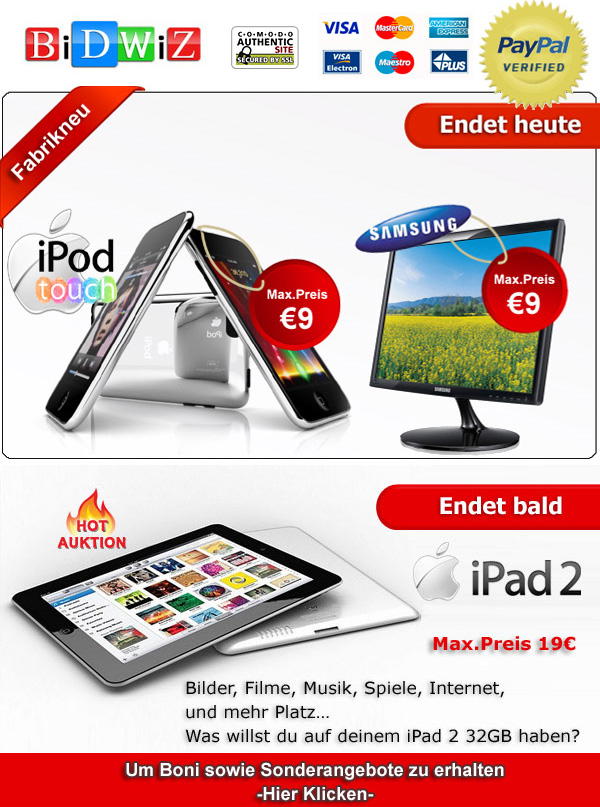 BiDWiZ
COMODO
AUTHENTIC
SITE
SECURED BY SSL
VISA
MasterCard
AMERICAN
EXPRESS
VISA
Electron
Maestro
PLUS
PayPal
VERIFIED
Fabrikneu
Endet heute
iPod
touch
Max.Preis
€9
iPod
iPod
SAMSUNG
Max.Preis
€9
SAMSUNG
HOT
AUKTION
Endet bald
iPad 2
Max.Preis 19€
Bilder, Filme, Musik, Spiele, Internet,
und mehr Platz...
Was willst du auf deinem iPad 2 32GB haben?
Um Boni sowie Sonderangebote zu erhalten
-Hier Klicken-